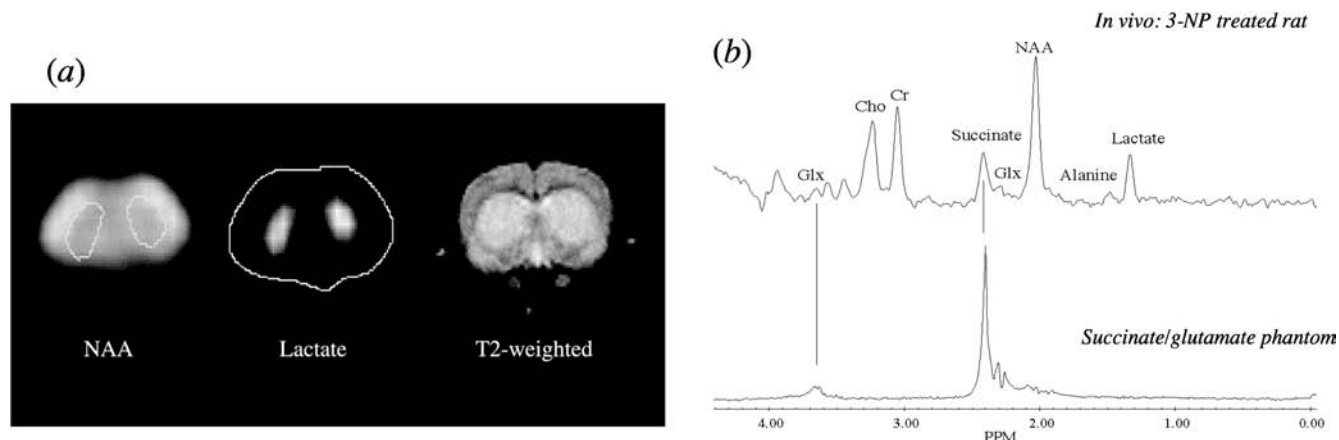 (a)
NAA
Lactate
T2-weighted
(b)
In vivo: 3-NP treated rat
NAA
Cho
Cr
Succinate
Lactate
Glx
Glx
Alanine
Succinate/glutamate phantom
4.00 3.00 2.00 1.00 0.00
PPM